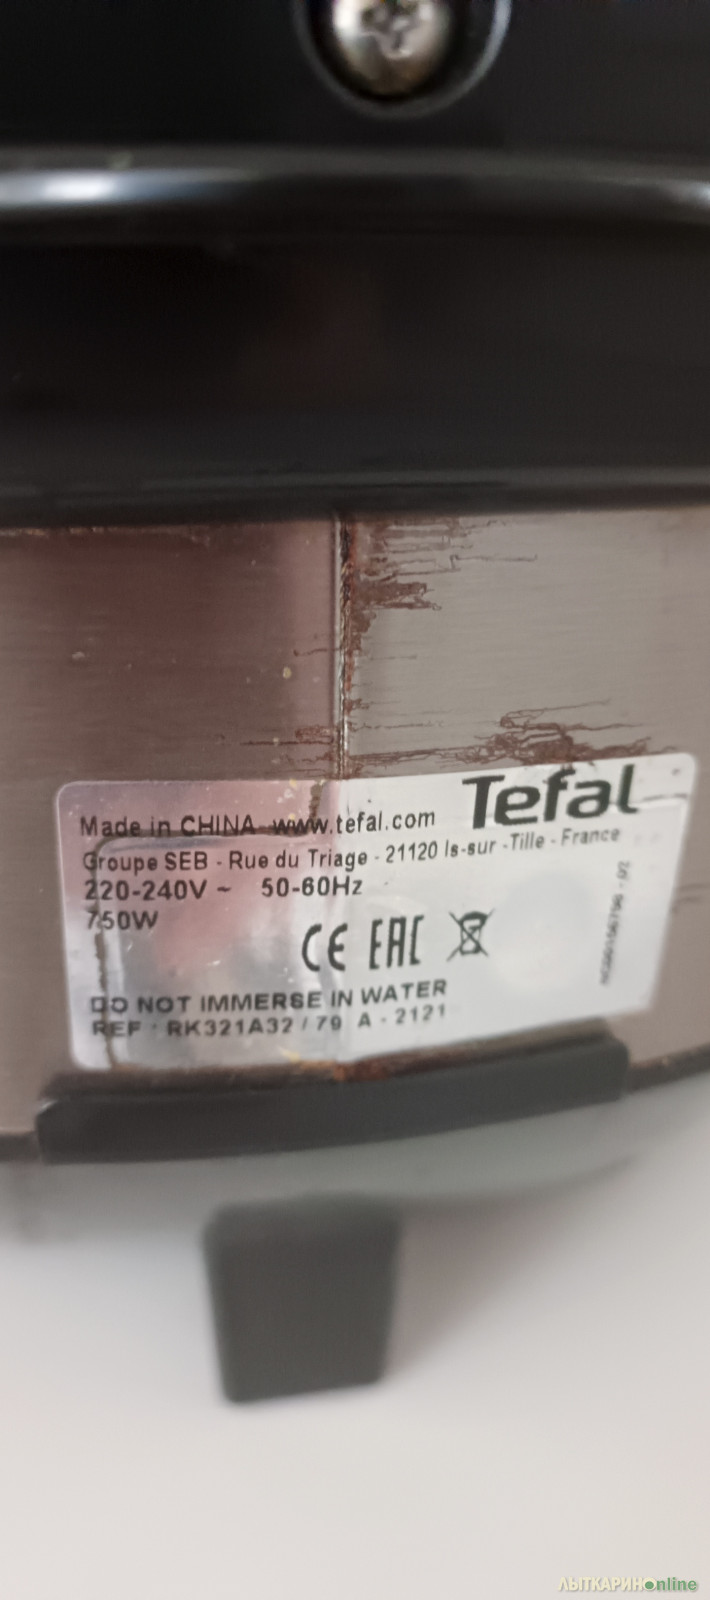 Made in CHINA www.tefal.com Tefal
Groupe SEB - Rue du Triage - 21120 Is-sur -Tille - France
220-240V ~ 50-60Hz
750W
CE EAC
DO NOT IMMERSE IN WATER
REF : RK321A32 / 79 A - 2121
ЛЫТКАРИНОnline